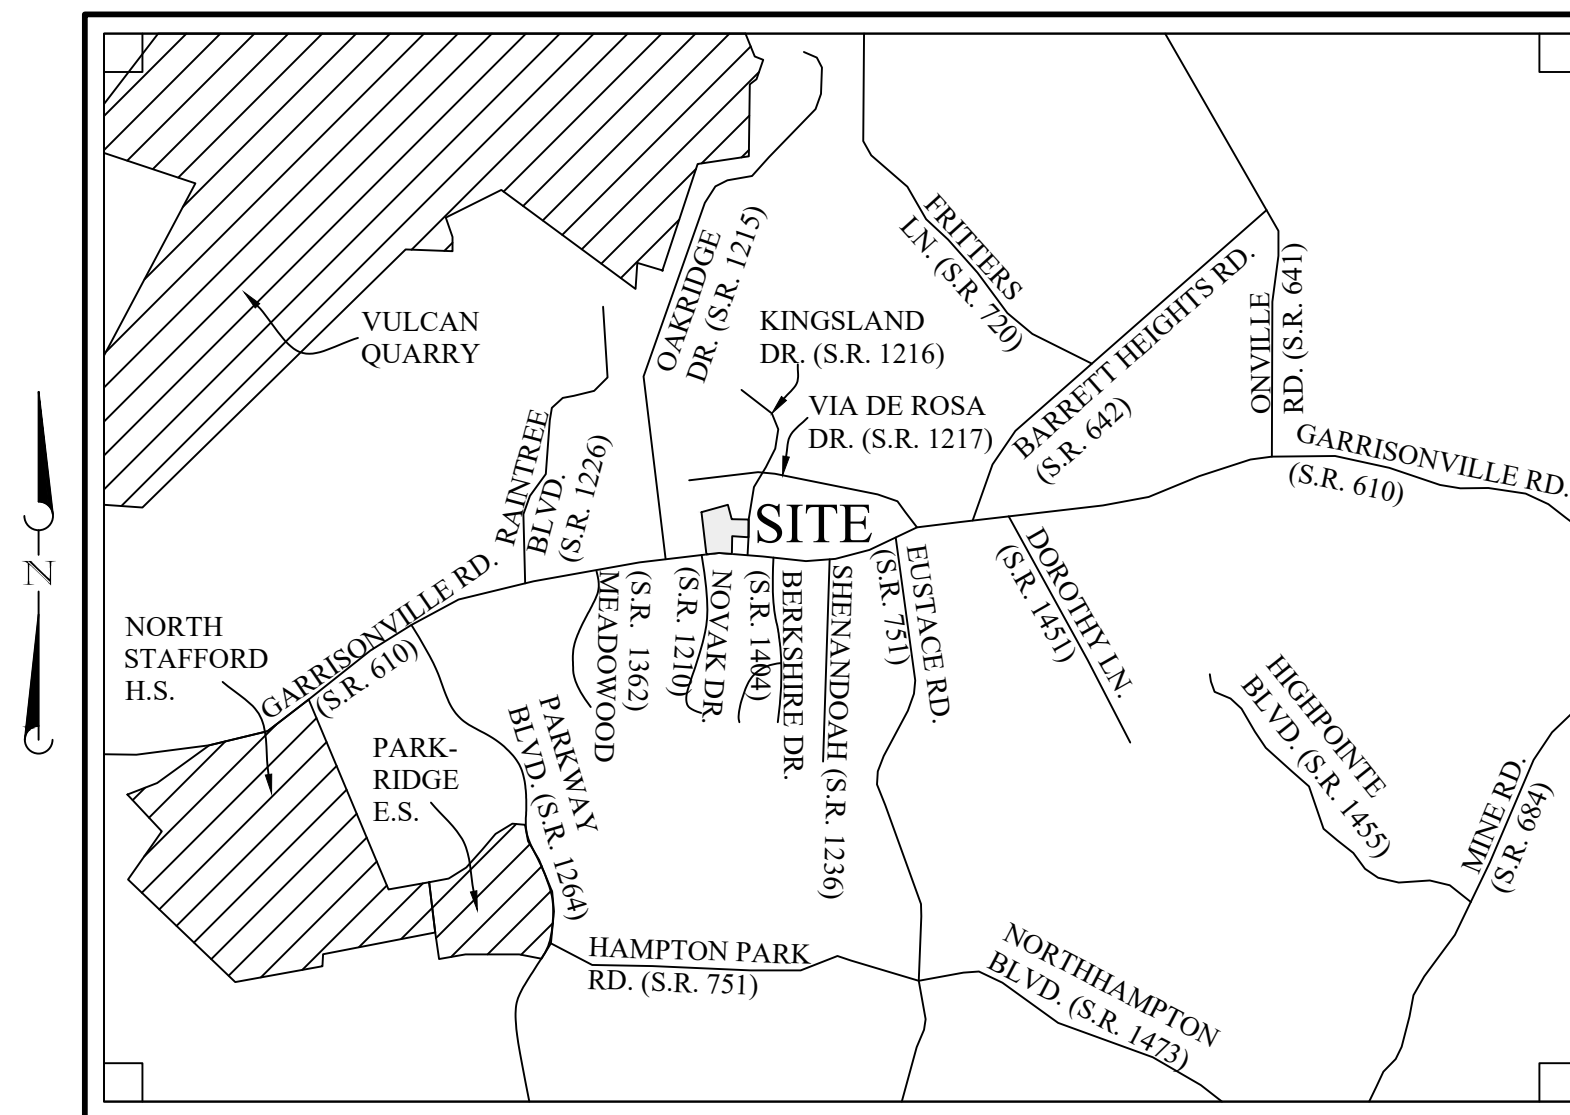 FRITTERS
LN. (S.R. 720)
OAKRIDGE
DR. (S.R. 1215)
BARRETT HEIGHTS RD.
(S.R. 642)
ONVILLE
RD. (S.R. 641)
VULCAN
QUARRY
KINGSLAND
DR. (S.R. 1216)
VIA DE ROSA
DR. (S.R. 1217)
RAINTREE
BLVD.
(S.R. 1226)
GARRISONVILLE RD.
(S.R. 610)
SITE
N
GARRISONVILLE RD.
(S.R. 610)
NORTH
STAFFORD
H.S.
MEADOWOOD
(S.R. 1362)
NOVAK DR.
(S.R. 1210)
BERKSHIRE DR.
(S.R. 1404)
SHENANDOAH (S.R. 1236)
EUSTACE RD.
(S.R. 751)
DOROTHY LN.
(S.R. 1451)
HIGHPOINTE
BLVD. (S.R. 1455)
PARKWAY
BLVD. (S.R. 1264)
PARK-
RIDGE
E.S.
MINE RD.
(S.R. 684)
HAMPTON PARK
RD. (S.R. 751)
NORTHHAMPTON
BLVD. (S.R. 1473)